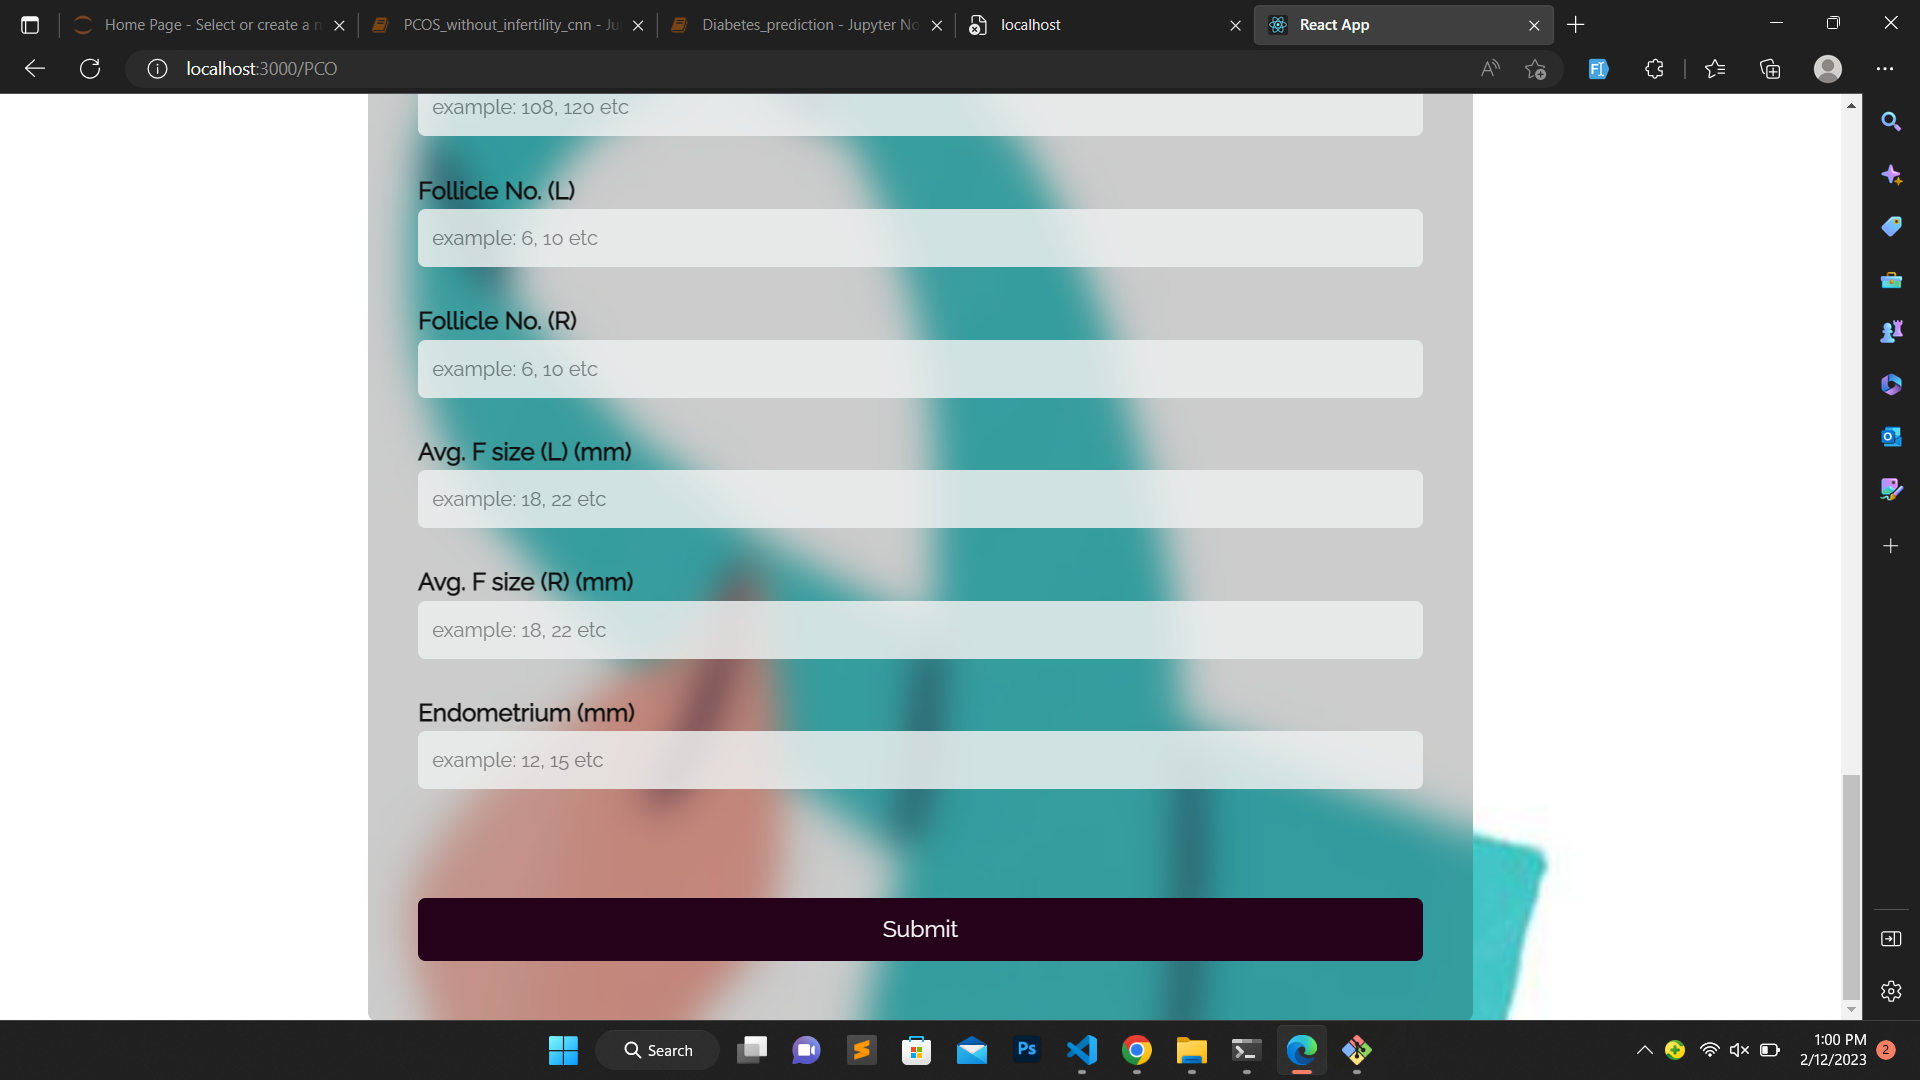 Home Page - Select or create a n
PCOS_without_infertility_cnn - Ju
Diabetes_prediction - Jupyter No
localhost
React App
localhost:3000/PCO
example: 108, 120 etc
Follicle No. (L)
example: 6, 10 etc
Follicle No. (R)
example: 6, 10 etc
Avg. F size (L) (mm)
example: 18, 22 etc
Avg. F size (R) (mm)
example: 18, 22 etc
Endometrium (mm)
example: 12, 15 etc
Submit
Search
Ps
1:00 PM
2/12/2023
2